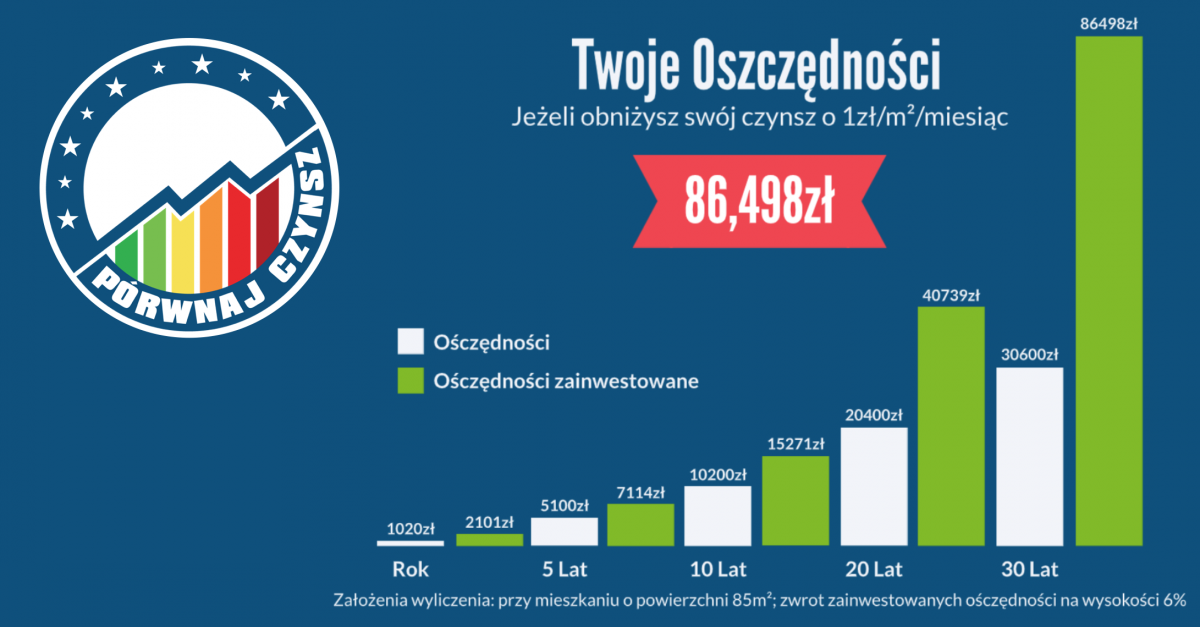 PÓRWNAJ CZYNSZ
Twoje Oszczędności
Jeżeli obniżysz swój czynsz o 1zł/m²/miesiąc
86,498zł
Ośczędności
Ośczędności zainwestowane
1020zł
2101zł
5100zł
7114zł
10200zł
15271zł
20400zł
40739zł
30600zł
86498zł
Rok
5 Lat
10 Lat
20 Lat
30 Lat
Założenia wyliczenia: przy mieszkaniu o powierzchni 85m²; zwrot zainwestowanych ośczędności na wysokości 6%